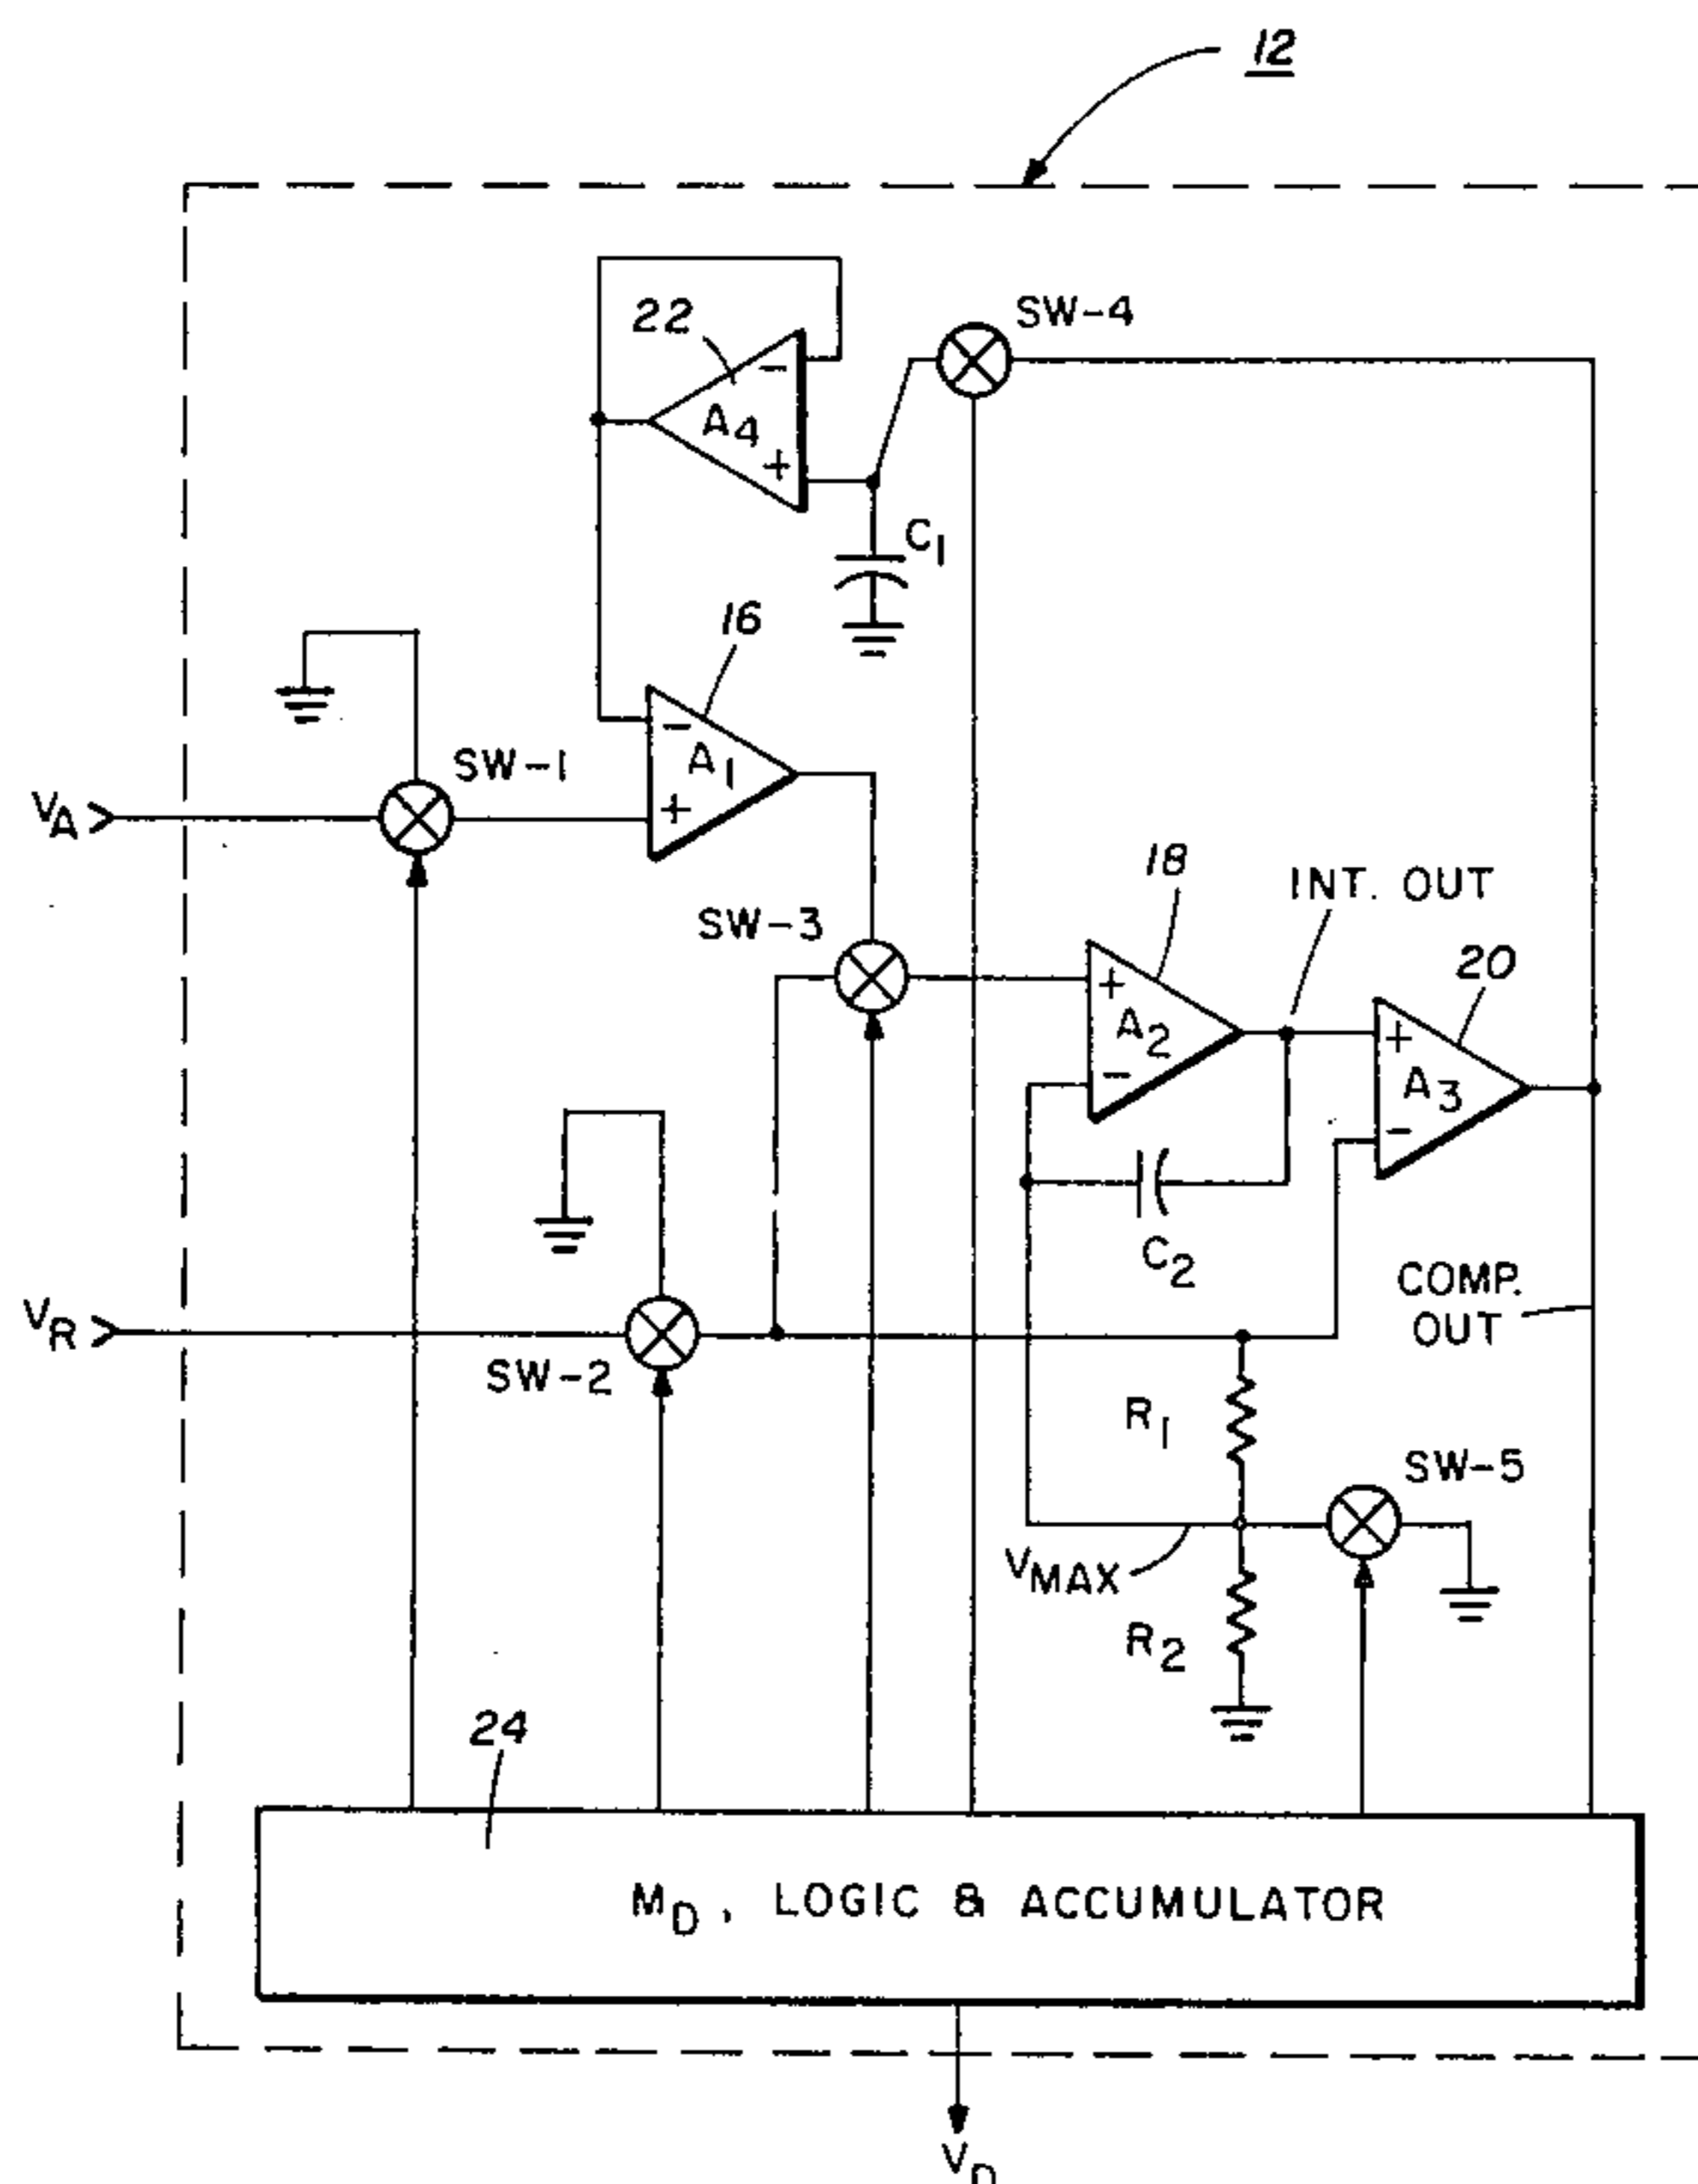 12
SW-4
22
-
A4
+
C1
16
-
A1
+
SW-1
VA
SW-3
18
INT. OUT
20
+
A2
-
+
A3
-
C2
COMP.
OUT
VR
SW-2
R1
SW-5
VMAX
R2
24
MD, LOGIC & ACCUMULATOR
VD